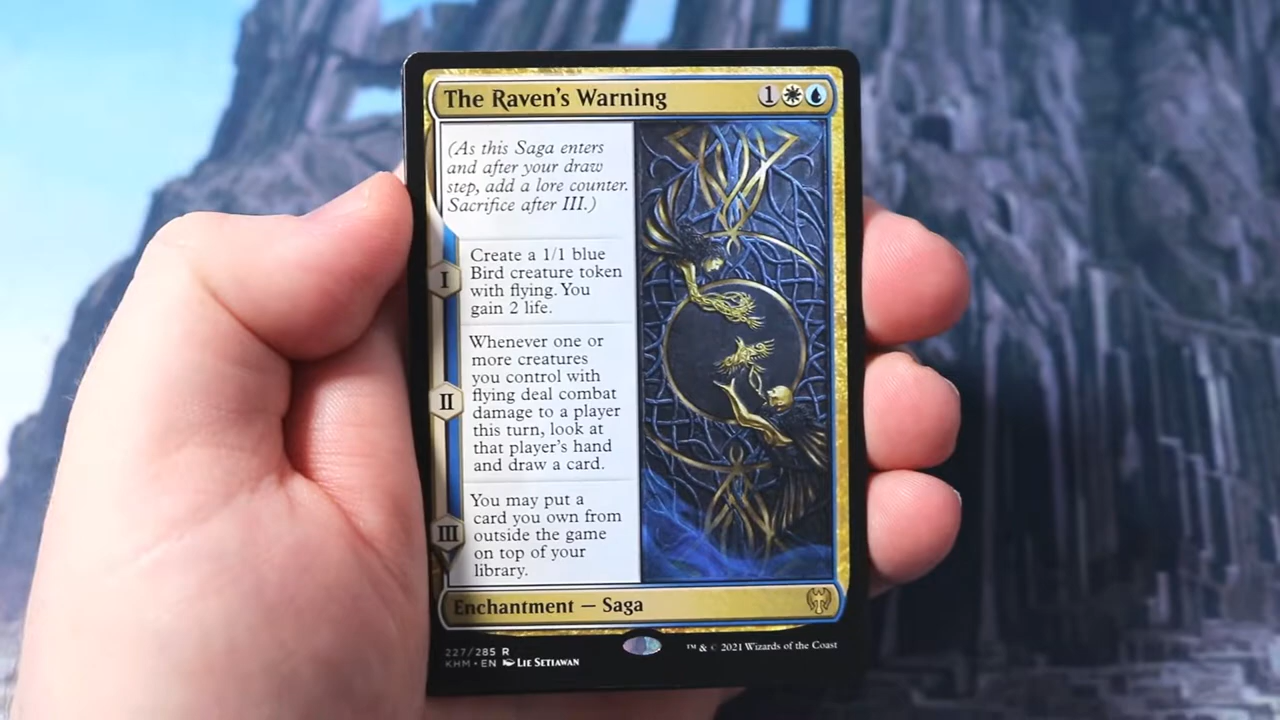 The Raven's Warning 1
(As this Saga enters
and after your draw
step, add a lore counter.
Sacrifice after III.)
I
Create a 1/1 blue
Bird creature token
with flying. You
gain 2 life.
II
Whenever one or
more creatures
you control with
flying deal combat
damage to a player
this turn, look at
that player's hand
and draw a card.
III
You may put a
card you own from
outside the game
on top of your
library.
Enchantment — Saga
227/285 R
KHM • EN LIE SETIAWAN
™ & © 2021 Wizards of the Coast